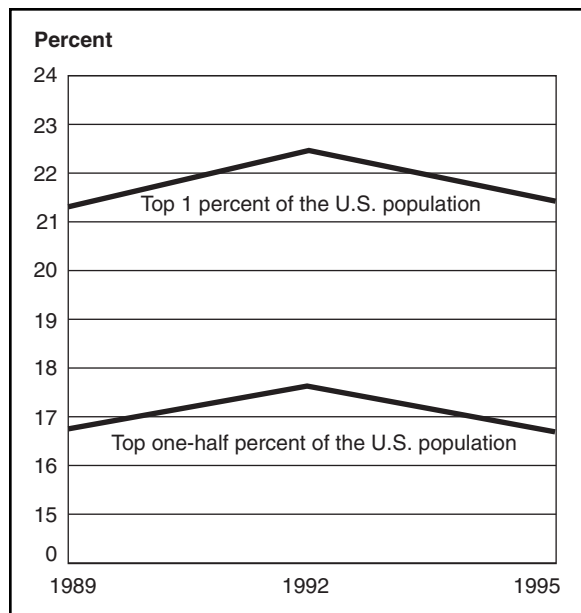 Percent
24
23
22
Top 1 percent of the U.S. population
21
20
19
18
17
Top one-half percent of the U.S. population
16
15
0
1989 1992 1995